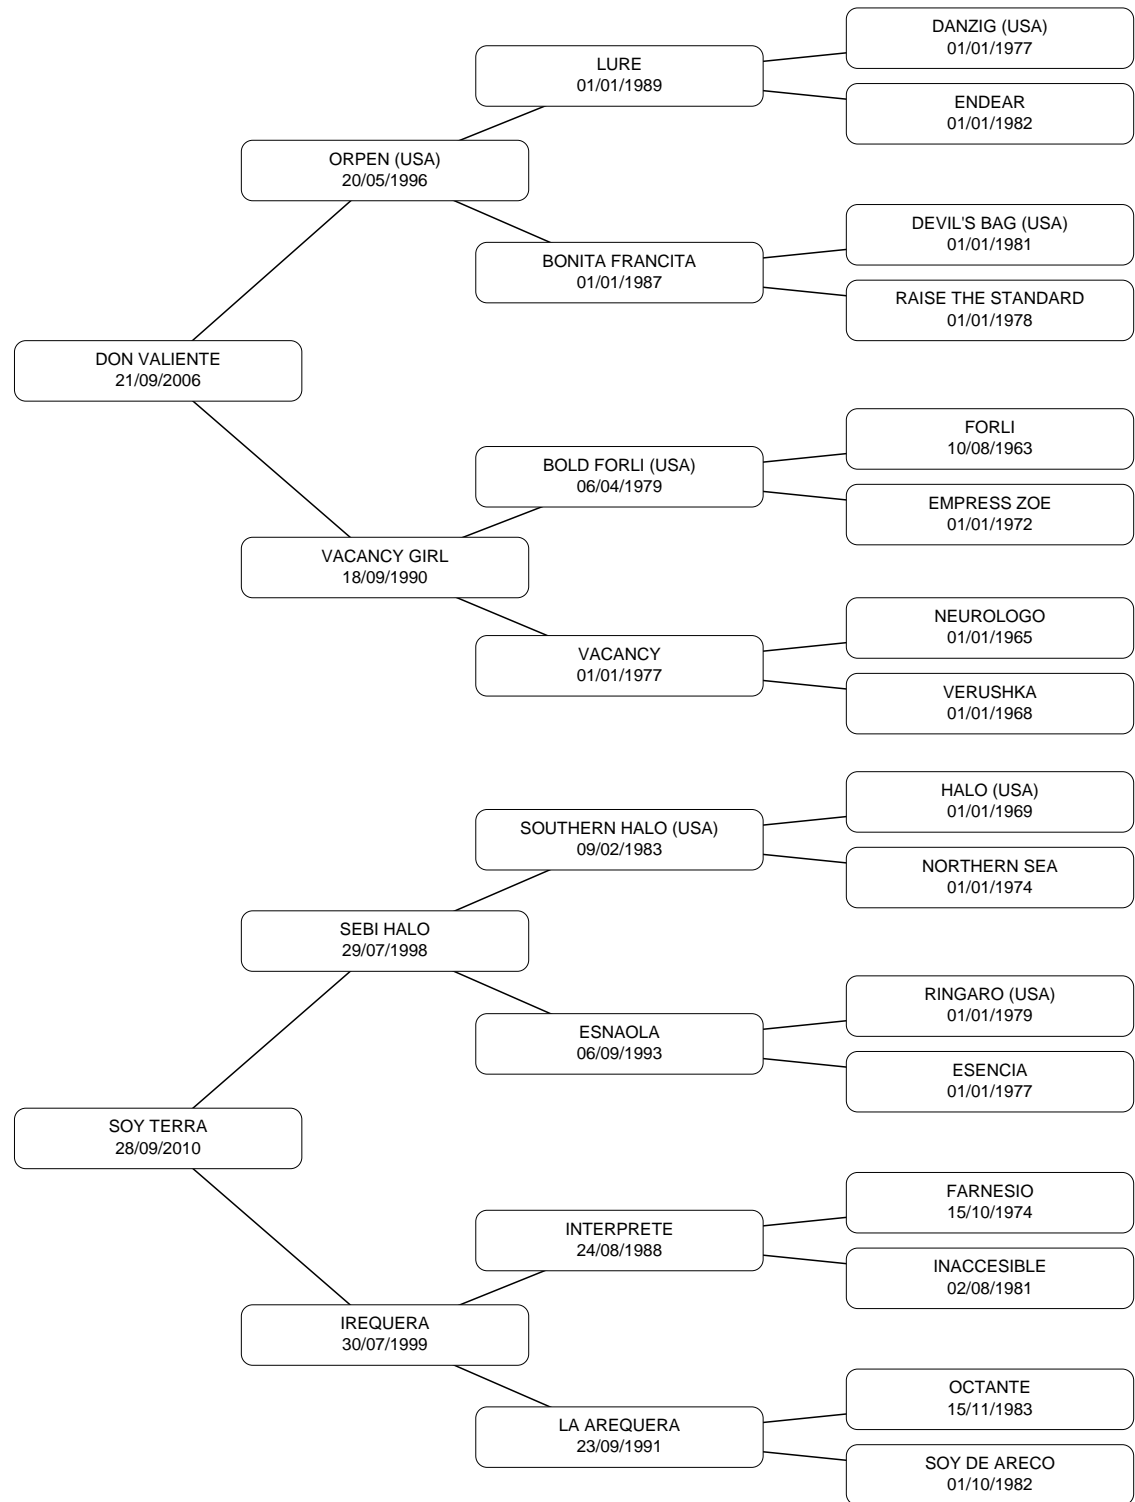 DANZIG (USA)
01/01/1977
LURE
01/01/1989
ENDEAR
01/01/1982
ORPEN (USA)
20/05/1996
DEVIL'S BAG (USA)
01/01/1981
BONITA FRANCITA
01/01/1987
RAISE THE STANDARD
01/01/1978
DON VALIENTE
21/09/2006
FORLI
10/08/1963
BOLD FORLI (USA)
06/04/1979
EMPRESS ZOE
01/01/1972
VACANCY GIRL
18/09/1990
NEUROLOGO
01/01/1965
VACANCY
01/01/1977
VERUSHKA
01/01/1968
HALO (USA)
01/01/1969
SOUTHERN HALO (USA)
09/02/1983
NORTHERN SEA
01/01/1974
SEBI HALO
29/07/1998
RINGARO (USA)
01/01/1979
ESNAOLA
06/09/1993
ESENCIA
01/01/1977
SOY TERRA
28/09/2010
FARNESIO
15/10/1974
INTERPRETE
24/08/1988
INACCESIBLE
02/08/1981
IREQUERA
30/07/1999
OCTANTE
15/11/1983
LA AREQUERA
23/09/1991
SOY DE ARECO
01/10/1982